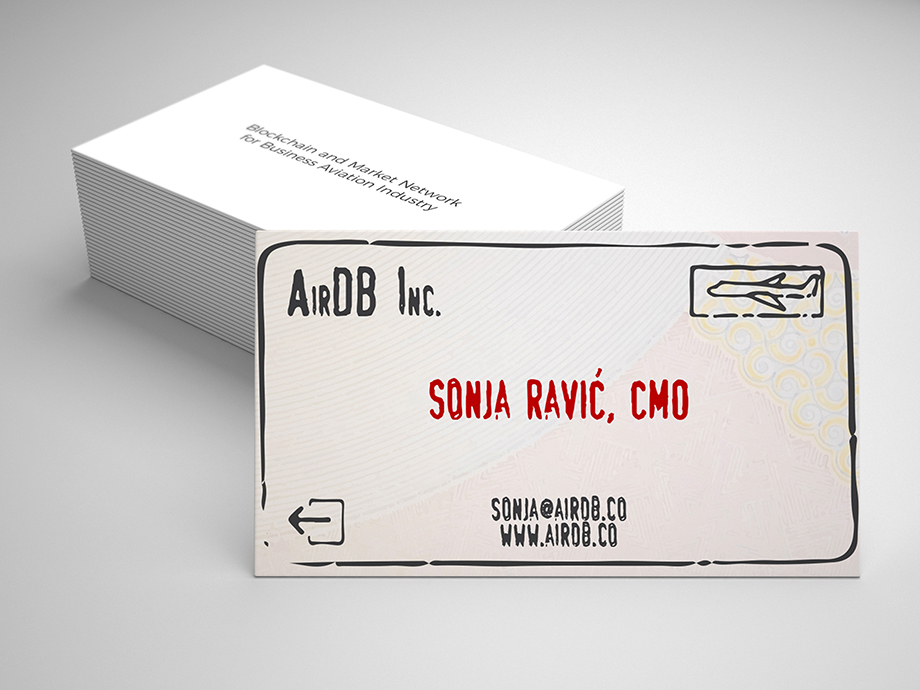 Blockchain and Market Network
for Business Aviation Industry
AirDB Inc.
SONJA RAVIĆ, CMO
SONJA@AIRDB.CO
WWW.AIRDB.CO